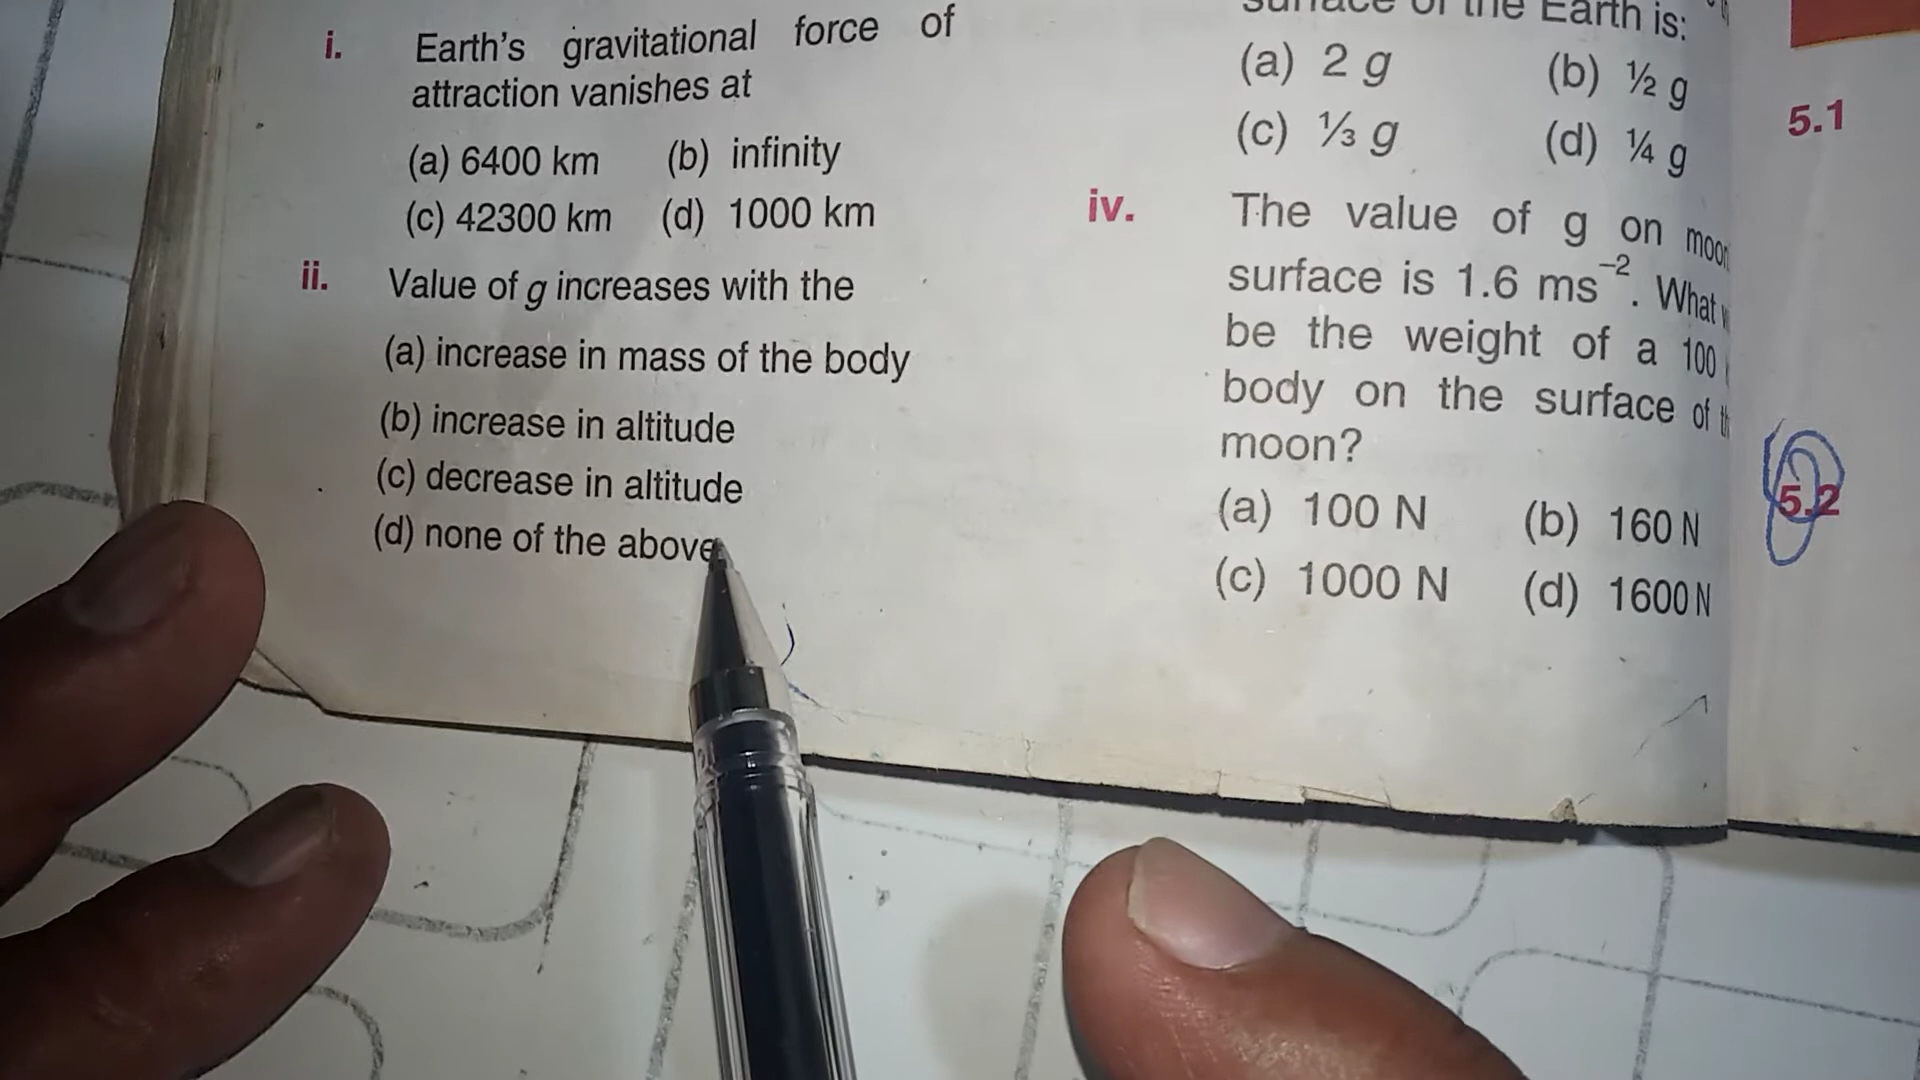 i. Earth's gravitational force of
attraction vanishes at
(a) 6400 km (b) infinity
(c) 42300 km (d) 1000 km
ii. Value of g increases with the
(a) increase in mass of the body
(b) increase in altitude
(c) decrease in altitude
(d) none of the above
surface of the Earth is:
(a) 2 g (b) ½ g
(c) ⅓ g (d) ¼ g
iv. The value of g on moon
surface is 1.6 ms⁻². What
be the weight of a 100
body on the surface of
moon?
(a) 100 N (b) 160 N
(c) 1000 N (d) 1600 N
5.1
5.2